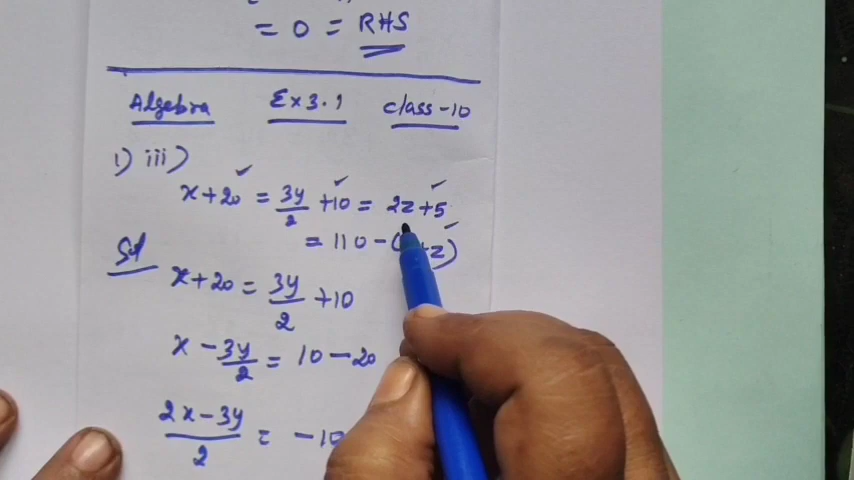 = 0 = RHS
Algebra Ex 3.1 class-10
1) iii)
x+20 = 3y/2 +10 = 2z+5
= 110 - ( +z)
Sol
x+20 = 3y/2 +10
x - 3y/2 = 10-20
2x-3y/2 = -10